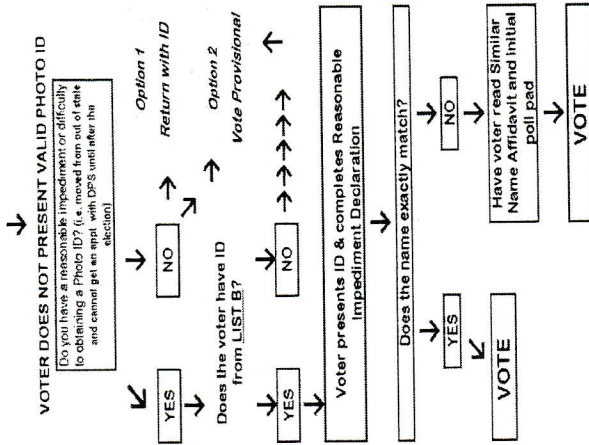 VOTER DOES NOT PRESENT VALID PHOTO ID
Do you have a reasonable impediment or difficulty
to obtaining a Photo ID? (i.e. moved from out of state
and cannot get an appt. with DPS until after the
election)
YES
NO
Option 1
Return with ID
Option 2
Vote Provisional
Does the voter have ID
from LIST B?
YES
NO
Voter presents ID & completes Reasonable
Impediment Declaration
Does the name exactly match?
YES
NO
VOTE
Have voter read Similar
Name Affidavit and Initial
poll pad
VOTE